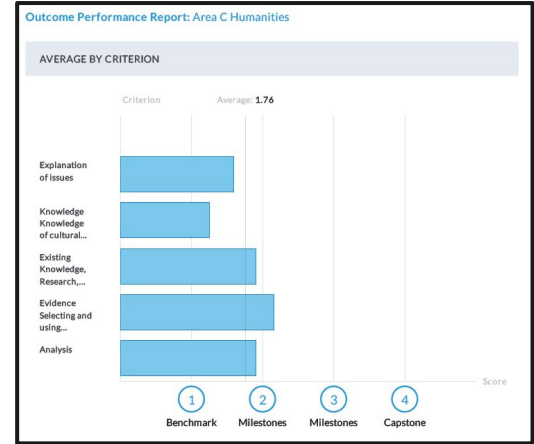 Outcome Performance Report: Area C Humanities
AVERAGE BY CRITERION
Criterion Average: 1.76
Explanation
of issues
Knowledge
Knowledge
of cultural...
Existing
Knowledge,
Research,...
Evidence
Selecting and
using...
Analysis
Score
1 2 3 4
Benchmark Milestones Milestones Capstone